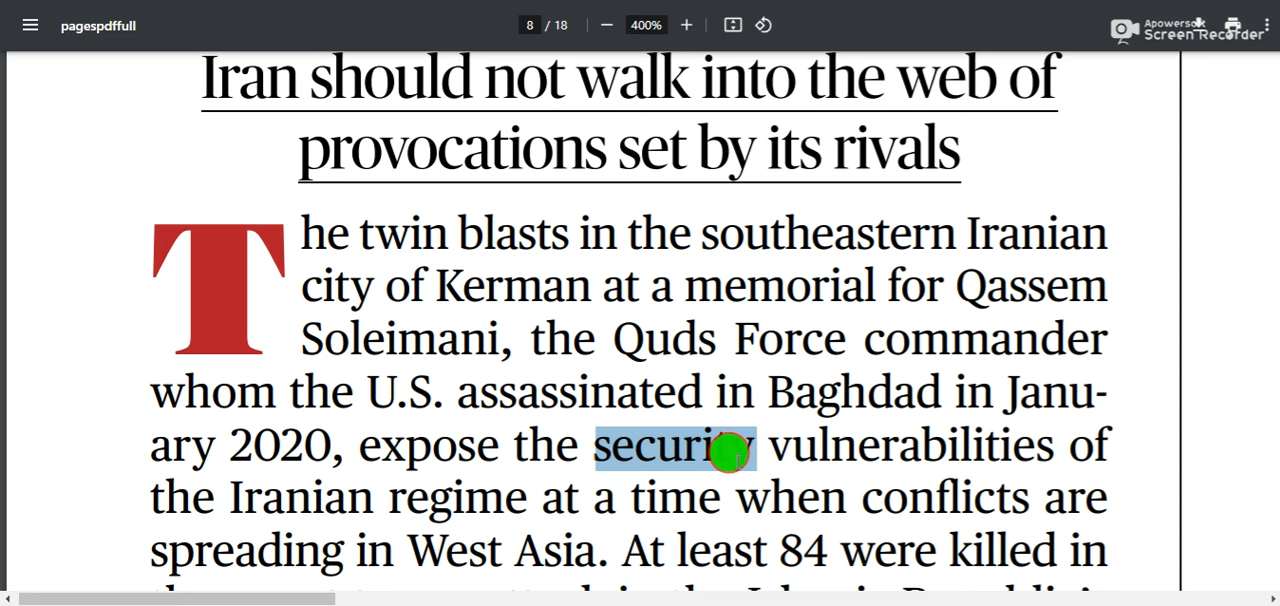 pagespdffull
8 / 18
400%
Apowersoft
Screen Recorder
Iran should not walk into the web of
provocations set by its rivals
The twin blasts in the southeastern Iranian
city of Kerman at a memorial for Qassem
Soleimani, the Quds Force commander
whom the U.S. assassinated in Baghdad in Janu-
ary 2020, expose the security vulnerabilities of
the Iranian regime at a time when conflicts are
spreading in West Asia. At least 84 were killed in